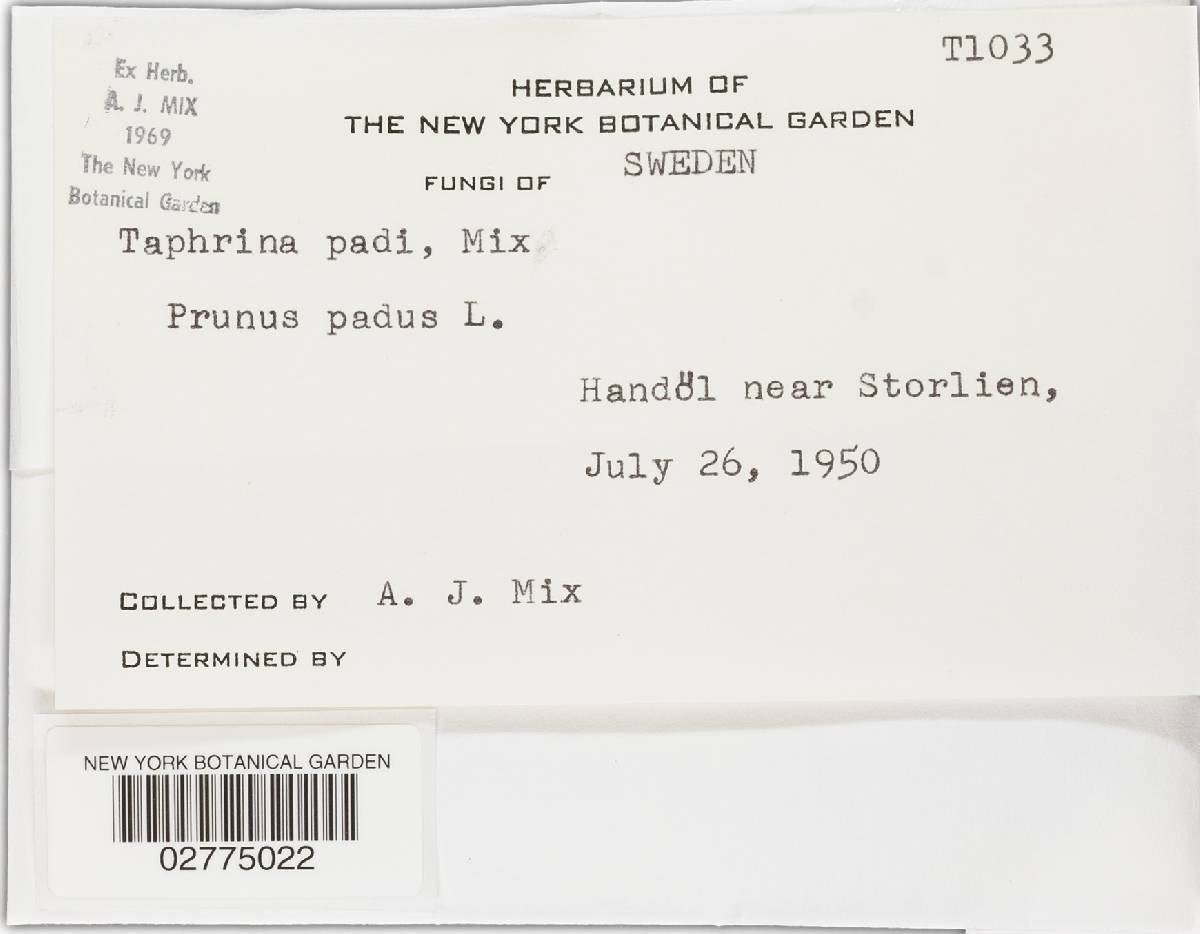 T1033
Ex Herb.
A. J. MIX
1969
The New York
Botanical Garden
HERBARIUM OF
THE NEW YORK BOTANICAL GARDEN
FUNGI OF SWEDEN
Taphrina padi, Mix
Prunus padus L.
Handöl near Storlien,
July 26, 1950
COLLECTED BY A. J. Mix
DETERMINED BY
NEW YORK BOTANICAL GARDEN
02775022